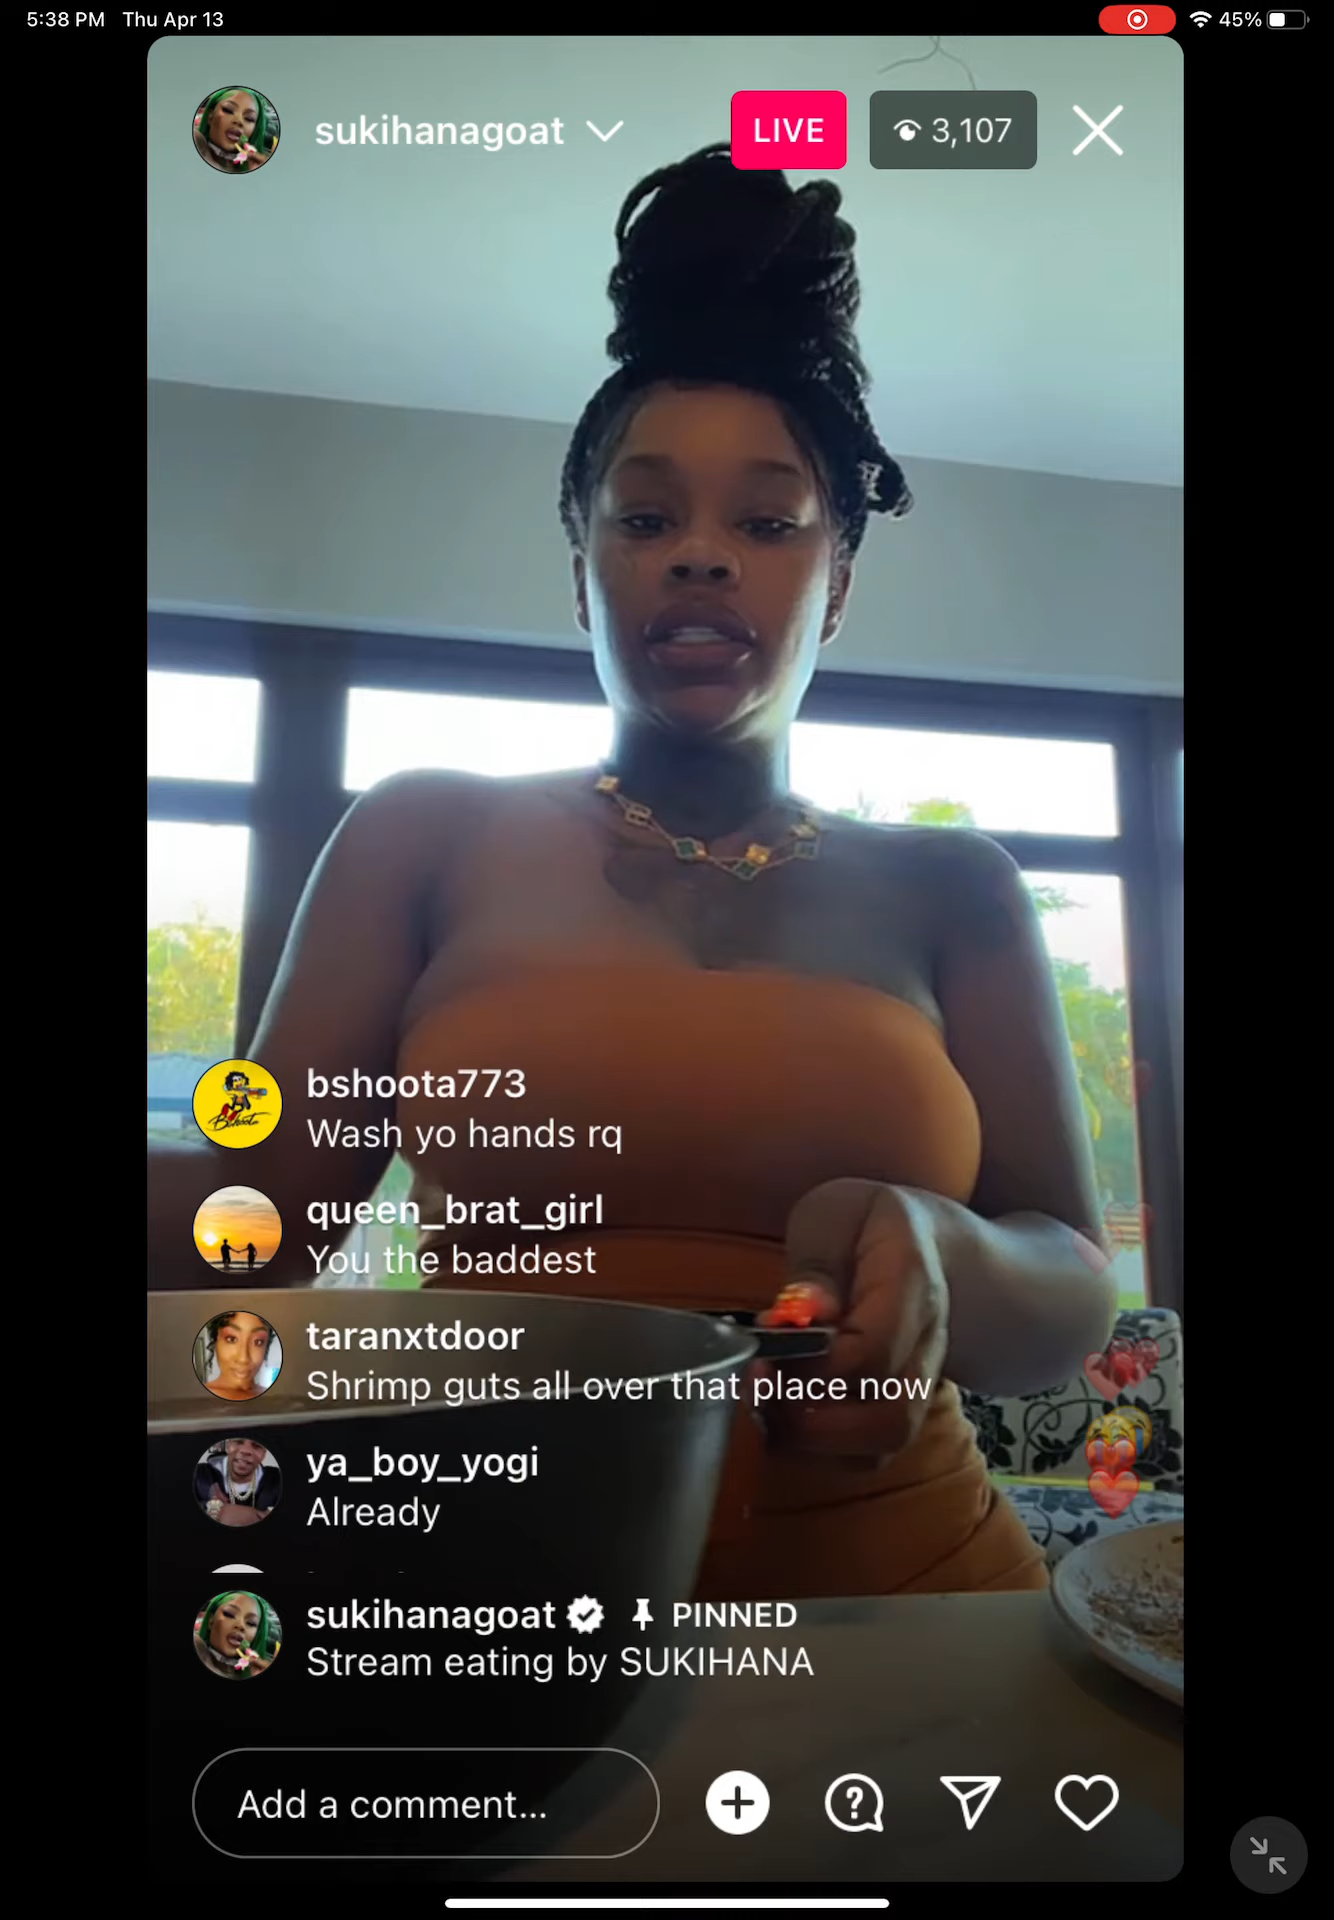 5:38 PM Thu Apr 13
45%
sukihanagoat
LIVE
3,107
bshoota773
Wash yo hands rq
queen_brat_girl
You the baddest
taranxtdoor
Shrimp guts all over that place now
ya_boy_yogi
Already
sukihanagoat PINNED
Stream eating by SUKIHANA
Add a comment...